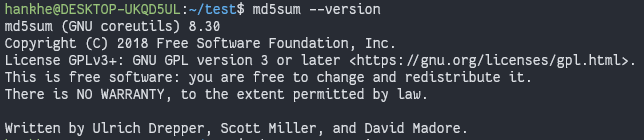 hankhe@DESKTOP-UKQD5UL:~/test$ md5sum --version
md5sum (GNU coreutils) 8.30
Copyright (C) 2018 Free Software Foundation, Inc.
License GPLv3+: GNU GPL version 3 or later <https://gnu.org/licenses/gpl.html>.
This is free software: you are free to change and redistribute it.
There is NO WARRANTY, to the extent permitted by law.

Written by Ulrich Drepper, Scott Miller, and David Madore.